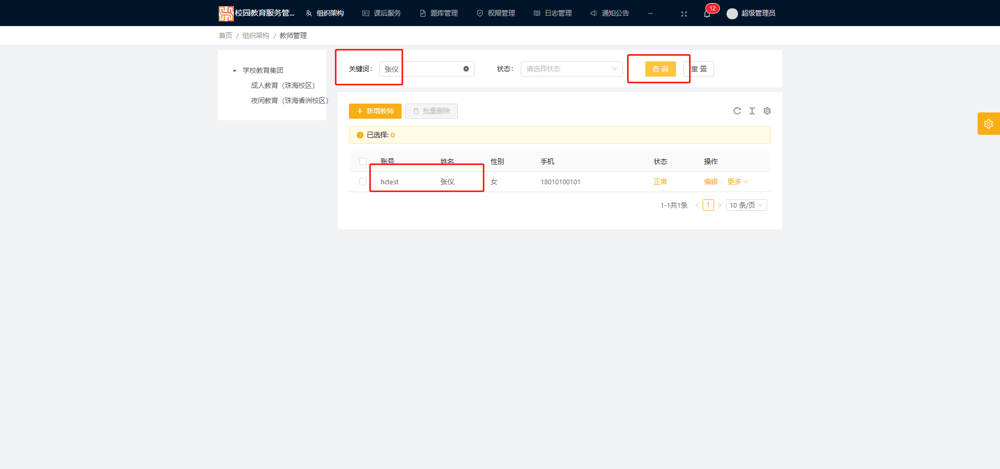 校园教育服务管... 组织架构 课后服务 题库管理 权限管理 日志管理 通知公告 ... 12 超级管理员
首页 / 组织架构 / 教师管理
学校教育集团
成人教育（珠海校区）
夜间教育（珠海香洲校区）
关键词: 张仪 状态: 请选择状态 查 询 重 置
新增教师 批量删除
已选择: 0
账号 姓名 性别 手机 状态 操作
hctest 张仪 女 18010100101 正常 编辑 更多
1-1共1条 < 1 > 10 条/页